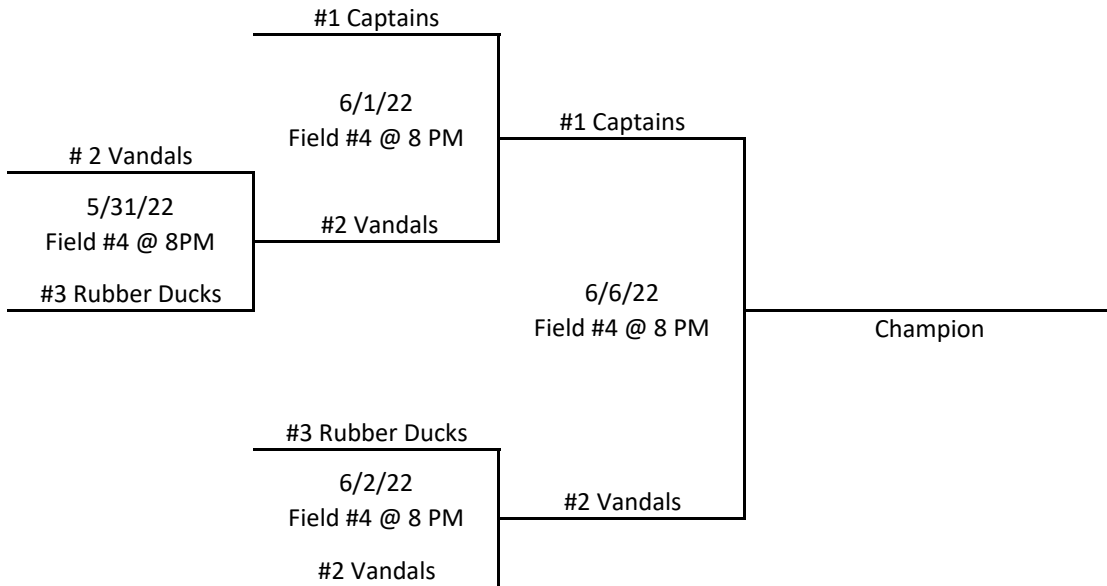 #1 Captains
6/1/22
Field #4 @ 8 PM
#1 Captains
# 2 Vandals
5/31/22
Field #4 @ 8PM
#2 Vandals
#3 Rubber Ducks
6/6/22
Field #4 @ 8 PM
Champion
#3 Rubber Ducks
6/2/22
Field #4 @ 8 PM
#2 Vandals
#2 Vandals